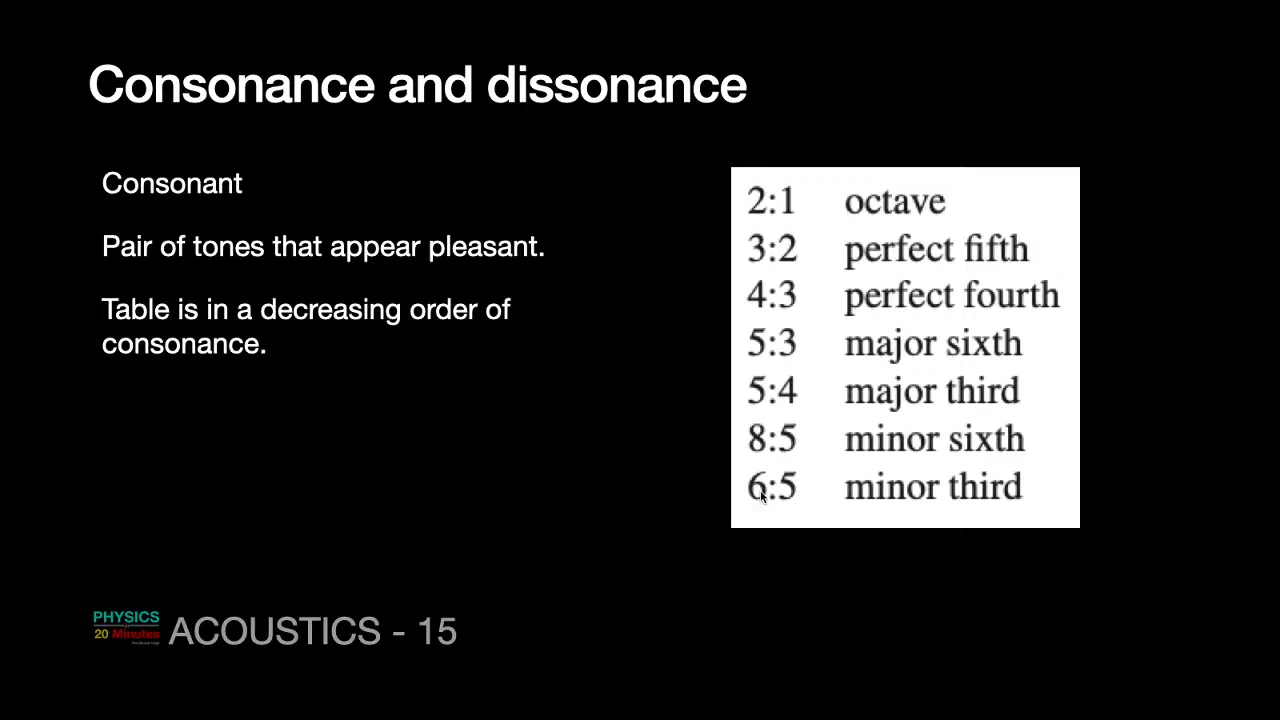 Consonance and dissonance
Consonant
Pair of tones that appear pleasant.
Table is in a decreasing order of
consonance.
2:1 octave
3:2 perfect fifth
4:3 perfect fourth
5:3 major sixth
5:4 major third
8:5 minor sixth
6:5 minor third
PHYSICS
20 Minutes
ACOUSTICS - 15